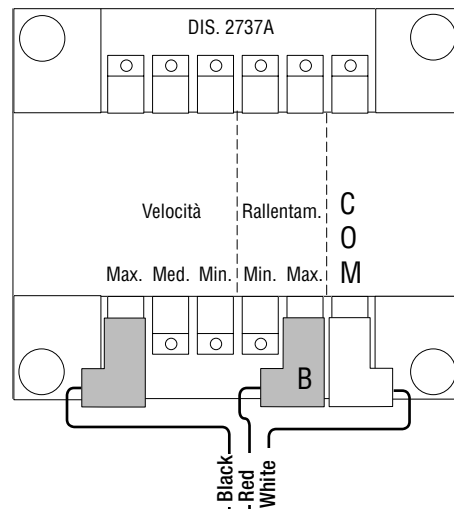 DIS. 2737A
Velocità Rallentam.
Max. Med. Min. Min. Max.
C
O
M
B
Black
Red
White